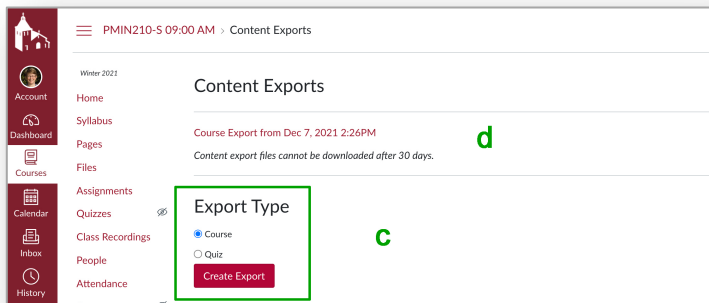 PMIN210-S 09:00 AM > Content Exports
Account
Dashboard
Courses
Calendar
Inbox
History
Winter 2021
Home
Syllabus
Pages
Files
Assignments
Quizzes
Class Recordings
People
Attendance
Content Exports
Course Export from Dec 7, 2021 2:26PM
d
Content export files cannot be downloaded after 30 days.
Export Type
Course
c
Quiz
Create Export